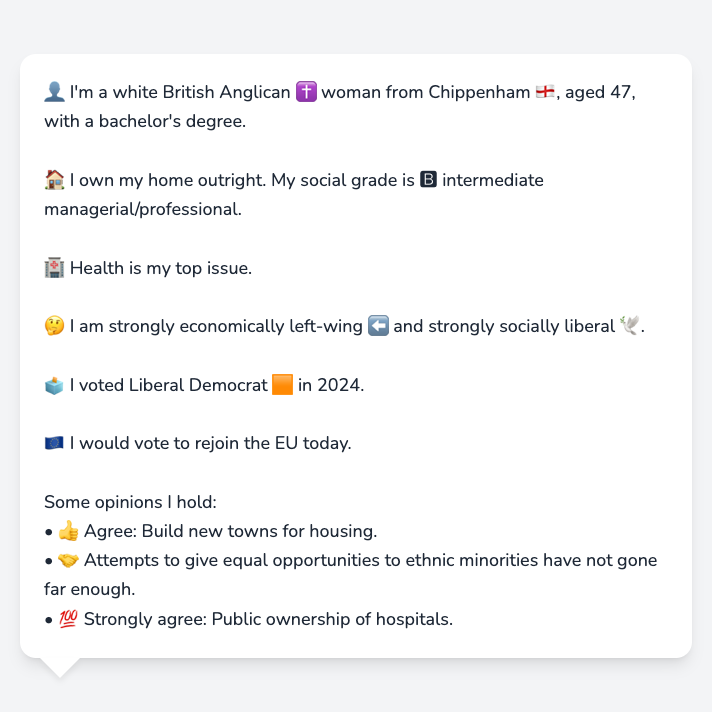 👤 I'm a white British Anglican ✝️ woman from Chippenham 🏴󠁧󠁢󠁥󠁮󠁧󠁿, aged 47,
with a bachelor's degree.
🏠 I own my home outright. My social grade is 🅱 intermediate
managerial/professional.
🏥 Health is my top issue.
🤔 I am strongly economically left-wing ⬅️ and strongly socially liberal 🕊️.
🗳️ I voted Liberal Democrat 🟧 in 2024.
🇪🇺 I would vote to rejoin the EU today.
Some opinions I hold:
• 👍 Agree: Build new towns for housing.
• 🤝 Attempts to give equal opportunities to ethnic minorities have not gone
far enough.
• 💯 Strongly agree: Public ownership of hospitals.